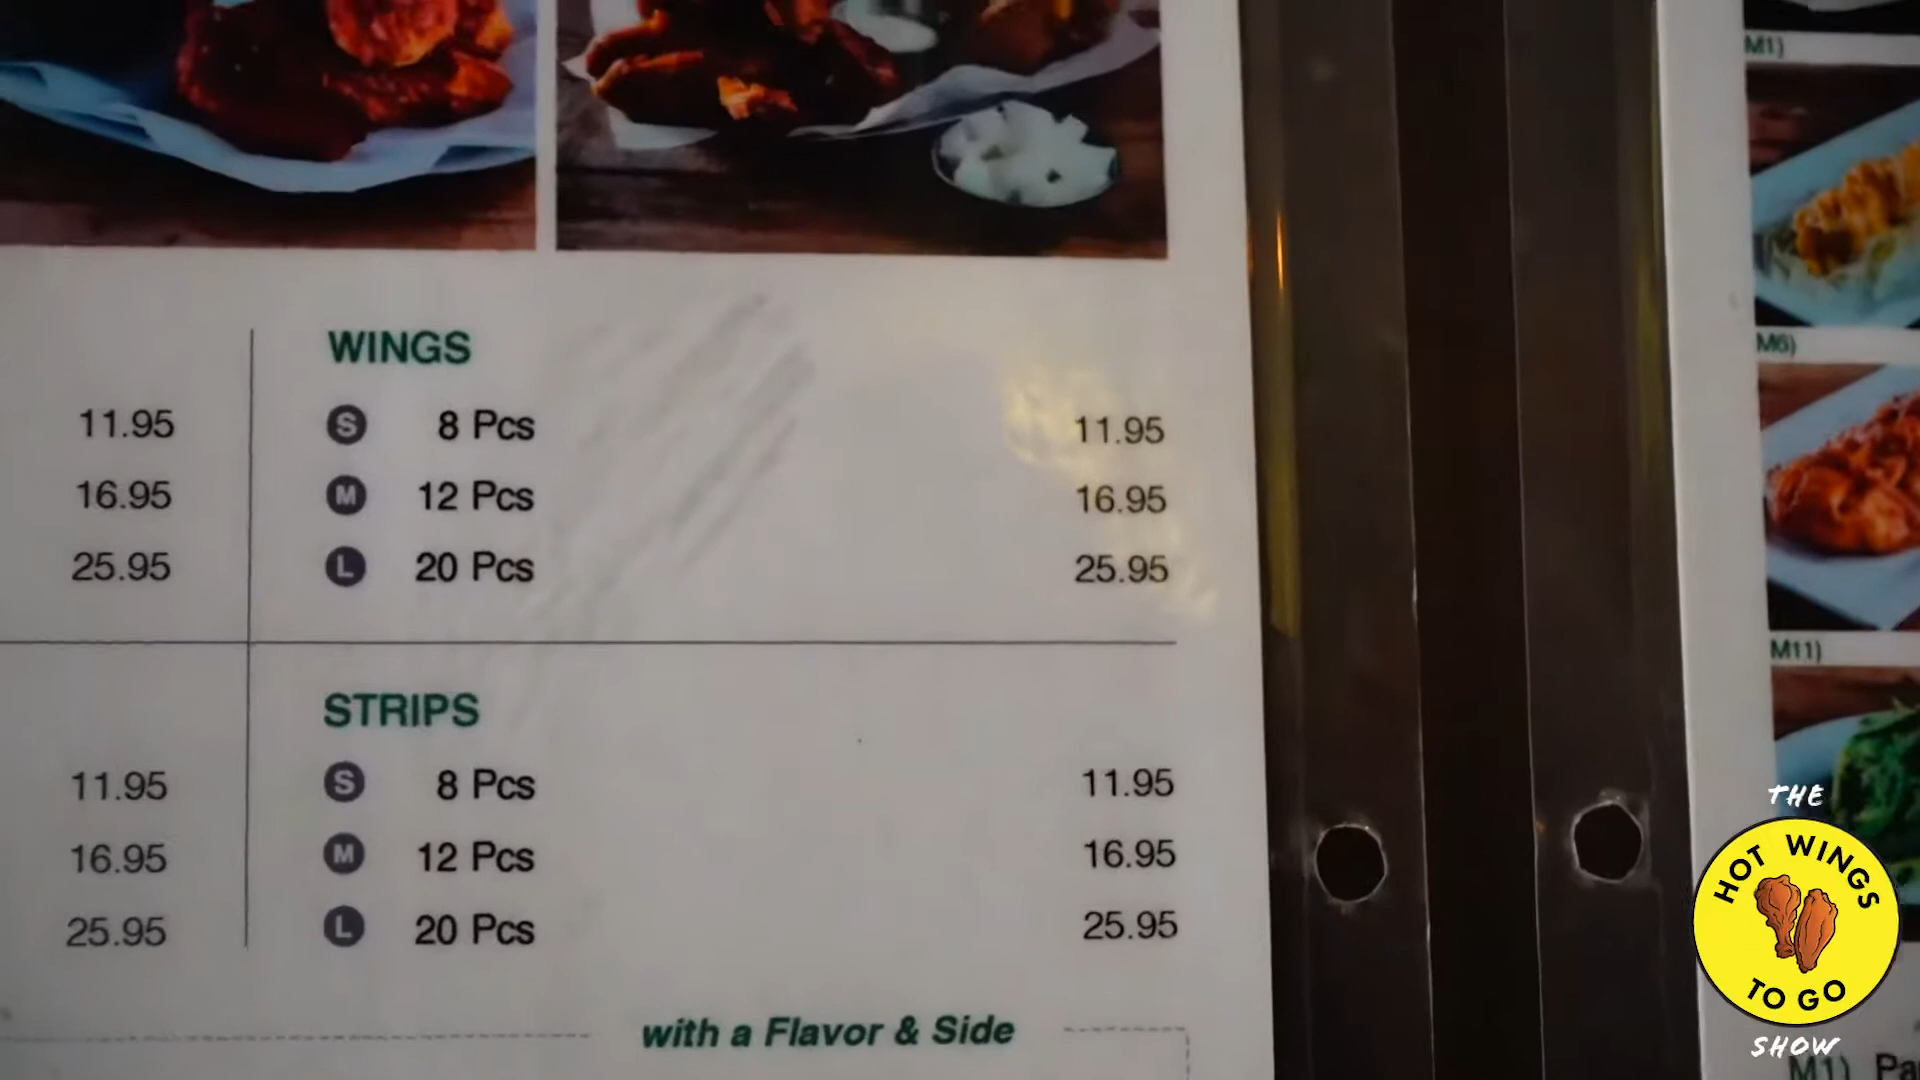 11.95
16.95
25.95
WINGS
S 8 Pcs 11.95
M 12 Pcs 16.95
L 20 Pcs 25.95
11.95
16.95
25.95
STRIPS
S 8 Pcs 11.95
M 12 Pcs 16.95
L 20 Pcs 25.95
with a Flavor & Side
M1)
M6)
M11)
M1) Pa
THE
HOT WINGS
TO GO
SHOW